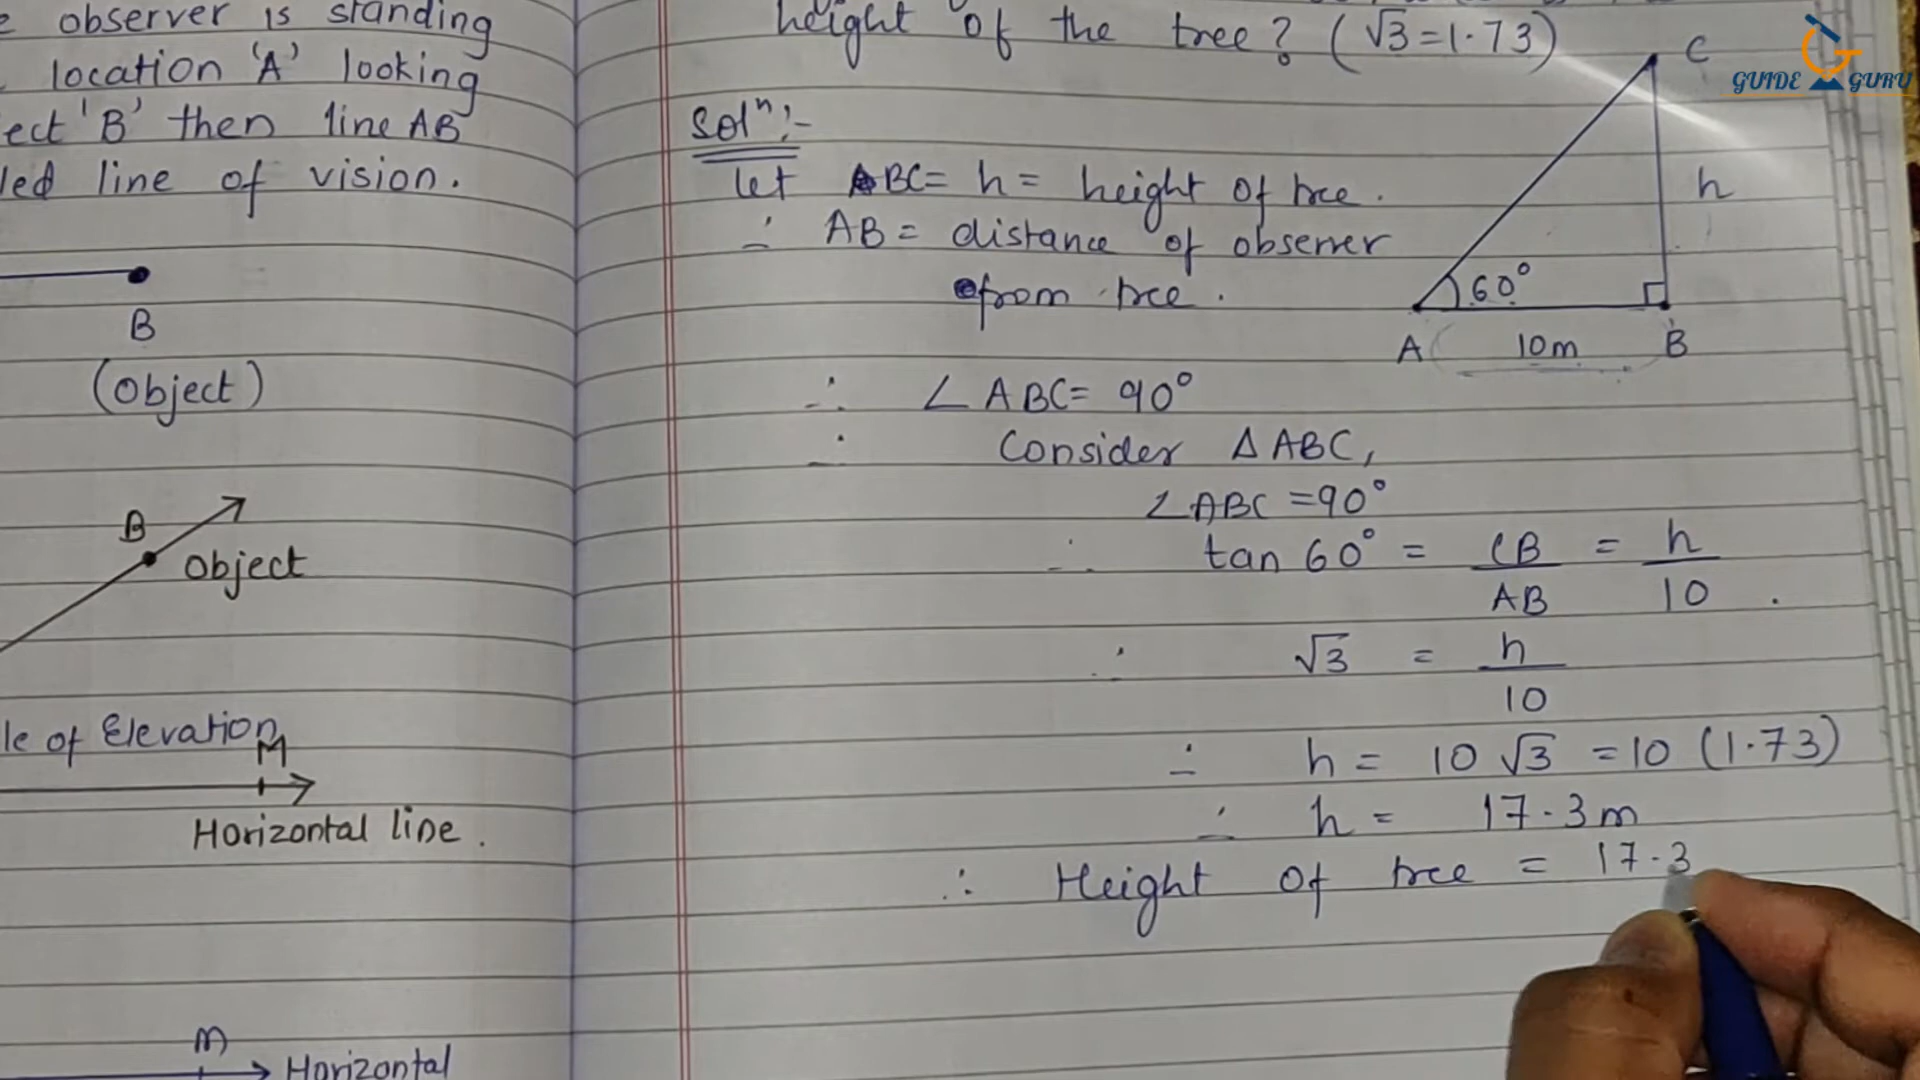 observer is standing
location 'A' looking
ect 'B' then line AB
led line of vision.
B
(Object)
B
Object
le of Elevation
M
Horizontal line.
m
Horizontal
height of the tree? (√3=1.73)
Solⁿ:-
let BC= h = height of tree.
∴ AB = distance of observer
from tree.
C
h
60°
A 10m B
∴ ∠ABC= 90°
∴ Consider △ABC,
∠ABC =90°
∴ tan 60° = CB/AB = h/10.
∴ √3 = h/10
∴ h = 10√3 =10 (1.73)
∴ h = 17.3m
∴ Height of tree = 17.3
GUIDE GURU